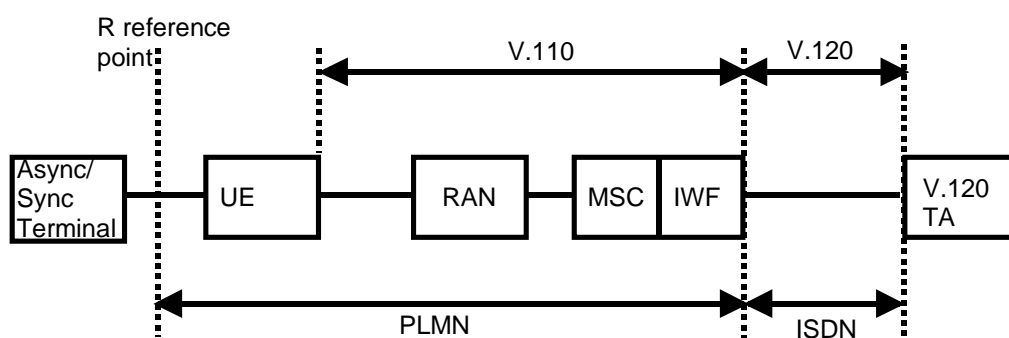 R reference
point
V.110
V.120
Async/
Sync
Terminal
UE
RAN
MSC
IWF
V.120
TA
PLMN
ISDN